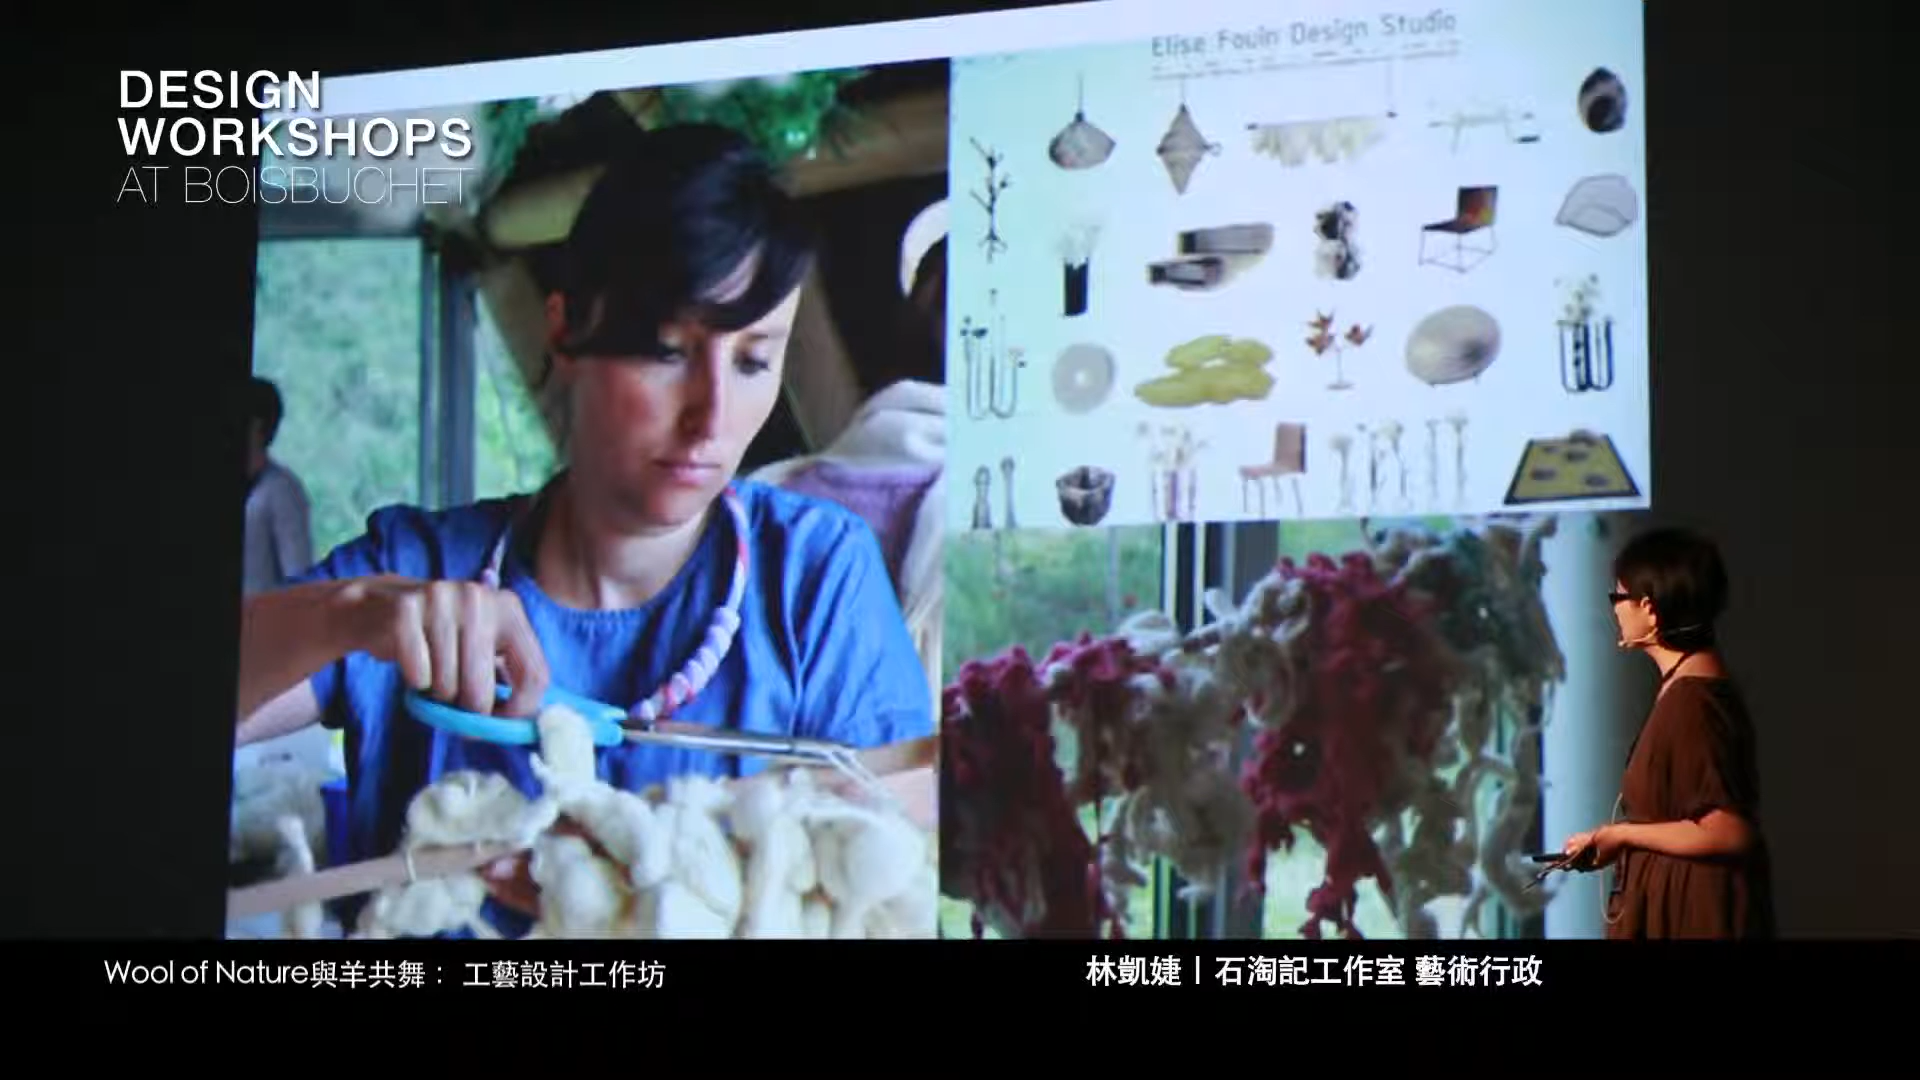 DESIGN
WORKSHOPS
AT BOISBUCHET
Elise Fouin Design Studio
Wool of Nature與羊共舞： 工藝設計工作坊
林凱婕｜石淘記工作室 藝術行政